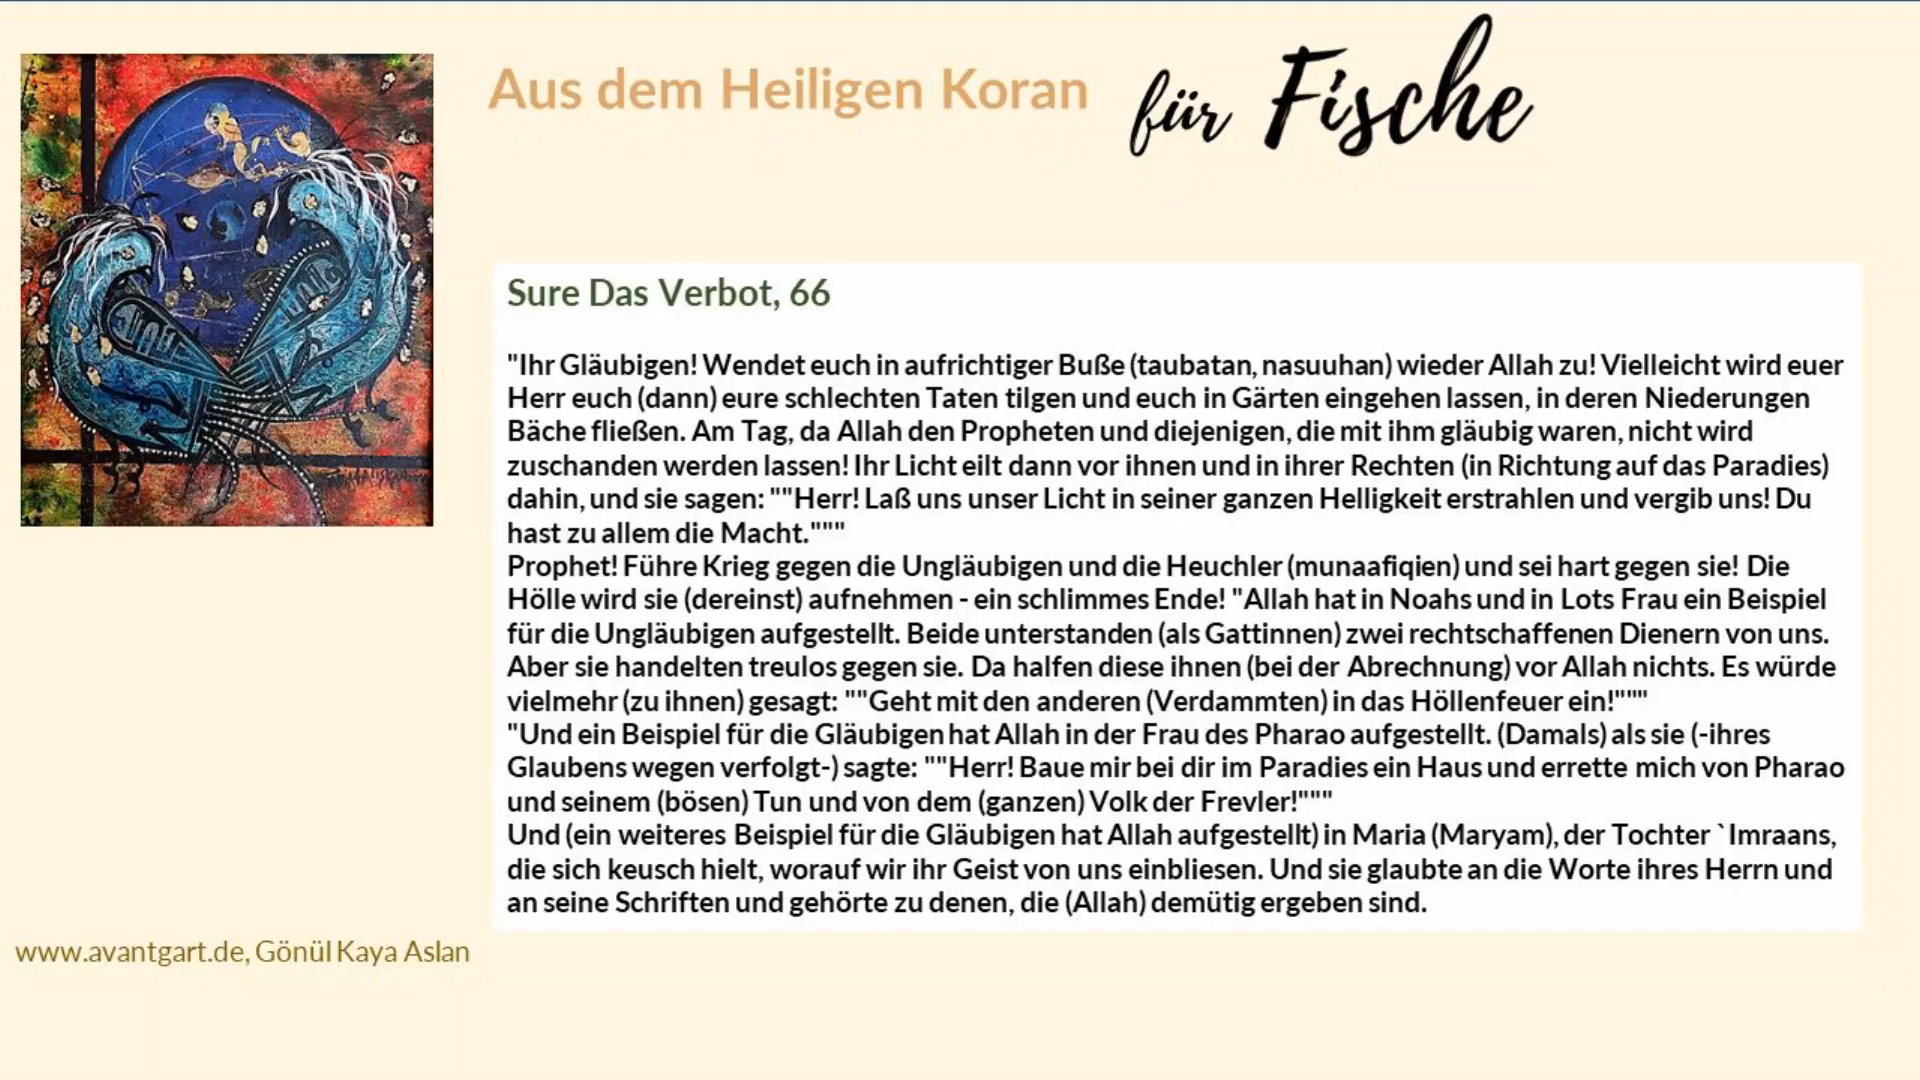 Aus dem Heiligen Koran für Fische
Sure Das Verbot, 66
"Ihr Gläubigen! Wendet euch in aufrichtiger Buße (taubatan, nasuuhan) wieder Allah zu! Vielleicht wird euer
Herr euch (dann) eure schlechten Taten tilgen und euch in Gärten eingehen lassen, in deren Niederungen
Bäche fließen. Am Tag, da Allah den Propheten und diejenigen, die mit ihm gläubig waren, nicht wird
zuschanden werden lassen! Ihr Licht eilt dann vor ihnen und in ihrer Rechten (in Richtung auf das Paradies)
dahin, und sie sagen: ""Herr! Laß uns unser Licht in seiner ganzen Helligkeit erstrahlen und vergib uns! Du
hast zu allem die Macht."""
Prophet! Führe Krieg gegen die Ungläubigen und die Heuchler (munaafiqien) und sei hart gegen sie! Die
Hölle wird sie (dereinst) aufnehmen - ein schlimmes Ende! "Allah hat in Noahs und in Lots Frau ein Beispiel
für die Ungläubigen aufgestellt. Beide unterstanden (als Gattinnen) zwei rechtschaffenen Dienern von uns.
Aber sie handelten treulos gegen sie. Da halfen diese ihnen (bei der Abrechnung) vor Allah nichts. Es würde
vielmehr (zu ihnen) gesagt: ""Geht mit den anderen (Verdammten) in das Höllenfeuer ein!"""
"Und ein Beispiel für die Gläubigen hat Allah in der Frau des Pharao aufgestellt. (Damals) als sie (-ihres
Glaubens wegen verfolgt-) sagte: ""Herr! Baue mir bei dir im Paradies ein Haus und errette mich von Pharao
und seinem (bösen) Tun und von dem (ganzen) Volk der Frevler!"""
Und (ein weiteres Beispiel für die Gläubigen hat Allah aufgestellt) in Maria (Maryam), der Tochter `Imraans,
die sich keusch hielt, worauf wir ihr Geist von uns einbliesen. Und sie glaubte an die Worte ihres Herrn und
an seine Schriften und gehörte zu denen, die (Allah) demütig ergeben sind.
www.avantgart.de, Gönül Kaya Aslan